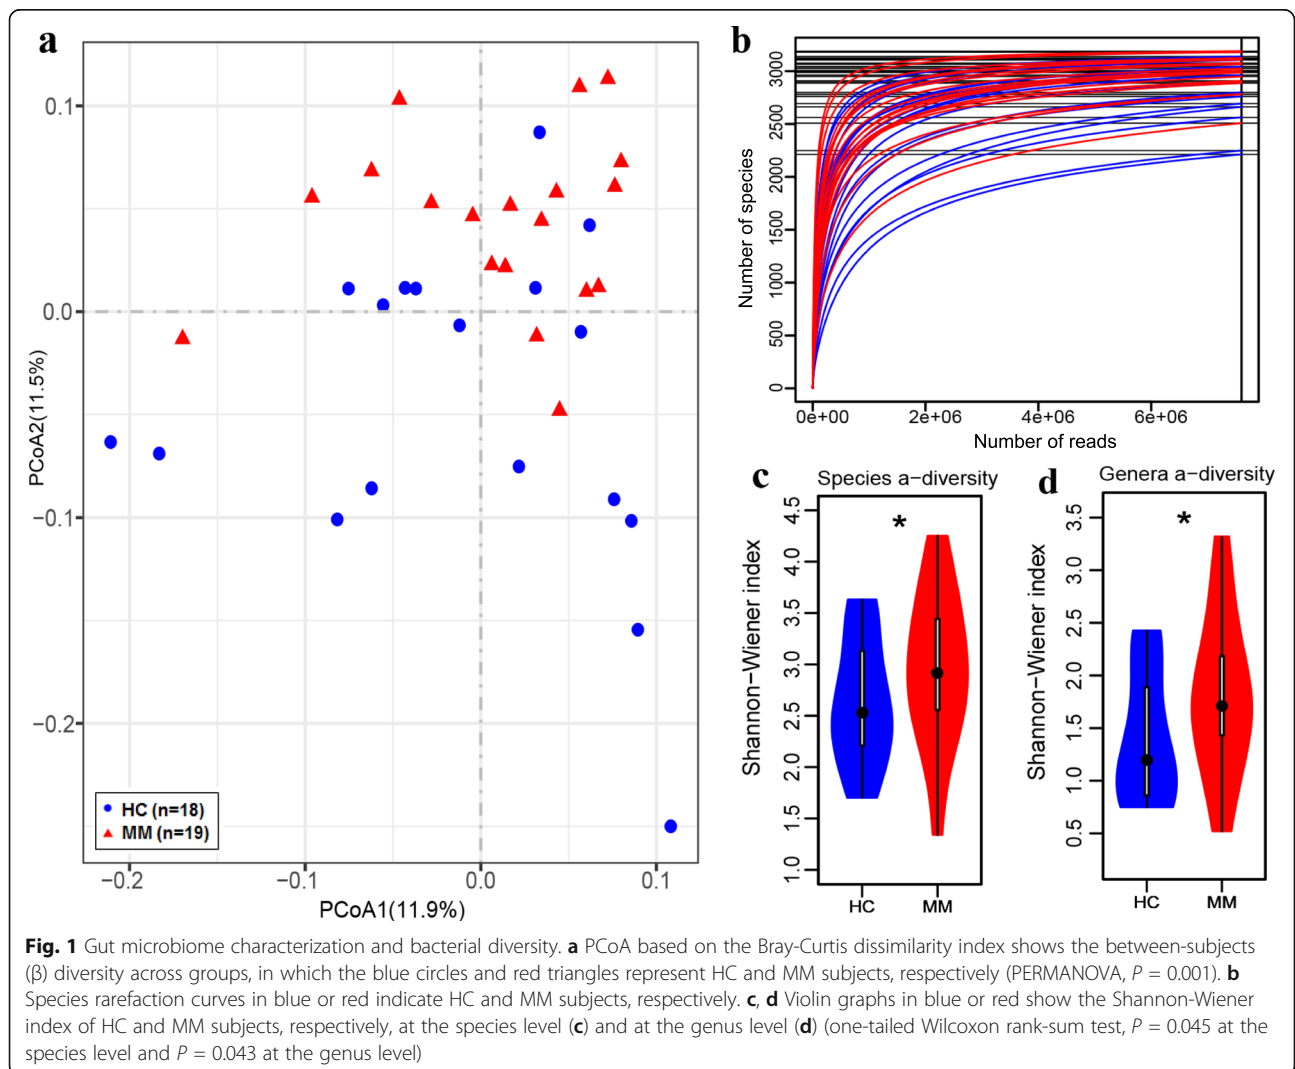 a
0.1
0.0
−0.1
−0.2
PCoA2(11.5%)
HC (n=18)
MM (n=19)
−0.2
−0.1
0.0
0.1
PCoA1(11.9%)
b
3000
2500
2000
1500
1000
500
0
Number of species
0e+00
2e+06
4e+06
6e+06
Number of reads
c
Species a−diversity
4.5
4.0
3.5
3.0
2.5
2.0
1.5
1.0
Shannon−Wiener index
*
HC
MM
d
Genera a−diversity
3.5
3.0
2.5
2.0
1.5
1.0
0.5
Shannon−Wiener index
*
HC
MM
Fig. 1 Gut microbiome characterization and bacterial diversity. a PCoA based on the Bray-Curtis dissimilarity index shows the between-subjects
(β) diversity across groups, in which the blue circles and red triangles represent HC and MM subjects, respectively (PERMANOVA, P = 0.001). b
Species rarefaction curves in blue or red indicate HC and MM subjects, respectively. c, d Violin graphs in blue or red show the Shannon-Wiener
index of HC and MM subjects, respectively, at the species level (c) and at the genus level (d) (one-tailed Wilcoxon rank-sum test, P = 0.045 at the
species level and P = 0.043 at the genus level)